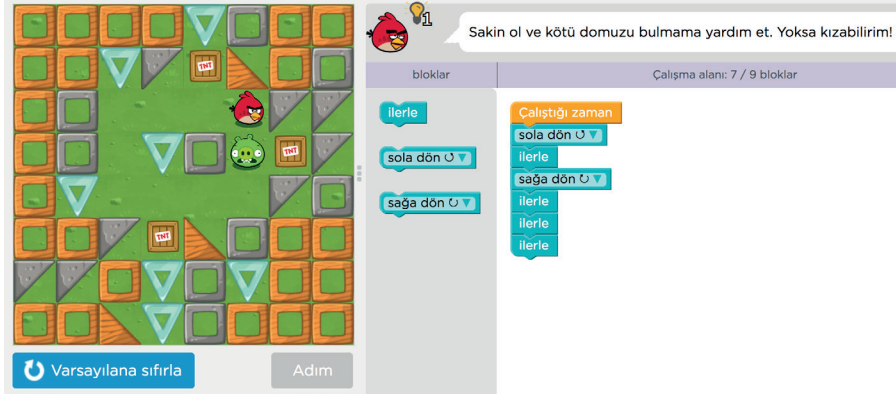 1
Sakin ol ve kötü domuzu bulmama yardım et. Yoksa kızabilirim!
bloklar
Çalışma alanı: 7 / 9 bloklar
TNT
ilerle
sola dön
sağa dön
TNT
TNT
Çalıştığı zaman
sola dön
ilerle
sağa dön
ilerle
ilerle
ilerle
Varsayılana sıfırla
Adım